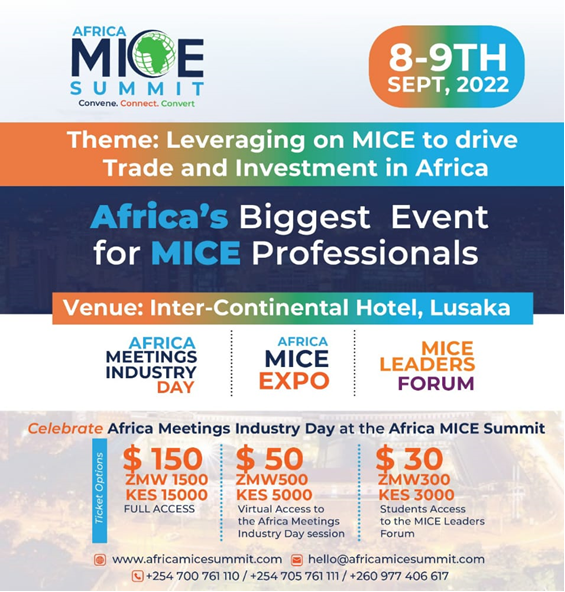 AFRICA
MICE
SUMMIT
Convene. Connect. Convert
8-9TH
SEPT, 2022
Theme: Leveraging on MICE to drive
Trade and Investment in Africa
Africa's Biggest Event
for MICE Professionals
Venue: Inter-Continental Hotel, Lusaka
AFRICA
MEETINGS
INDUSTRY
DAY
AFRICA
MICE
EXPO
MICE
LEADERS
FORUM
Celebrate Africa Meetings Industry Day at the Africa MICE Summit
Ticket Options
$ 150
ZMW 1500
KES 15000
FULL ACCESS
$ 50
ZMW500
KES 5000
Virtual Access to
the Africa Meetings
Industry Day session
$ 30
ZMW300
KES 3000
Students Access
to the MICE Leaders
Forum
www.africamicesummit.com hello@africamicesummit.com
+254 700 761 110 / +254 705 761 111 / +260 977 406 617